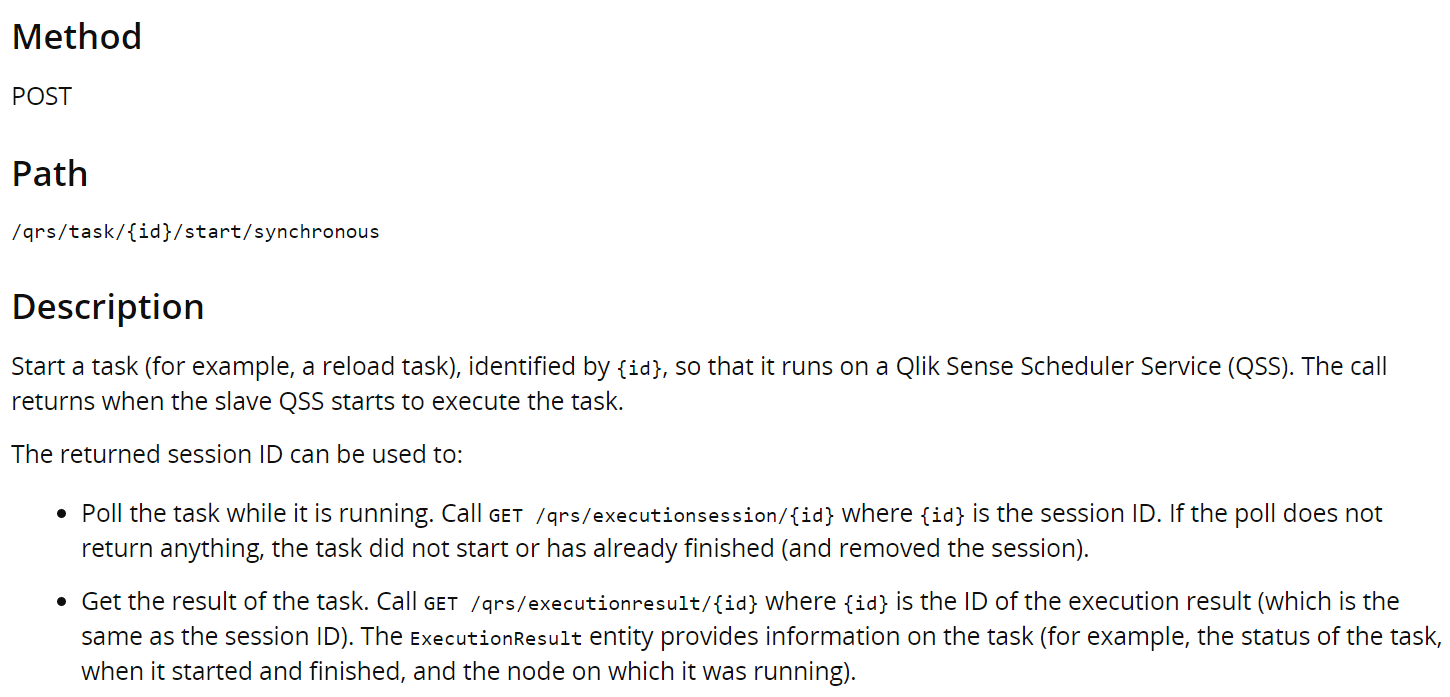 Method
POST
Path
/qrs/task/{id}/start/synchronous
Description
Start a task (for example, a reload task), identified by {id}, so that it runs on a Qlik Sense Scheduler Service (QSS). The call
returns when the slave QSS starts to execute the task.
The returned session ID can be used to:
• Poll the task while it is running. Call GET /qrs/executionsession/{id} where {id} is the session ID. If the poll does not
return anything, the task did not start or has already finished (and removed the session).
• Get the result of the task. Call GET /qrs/executionresult/{id} where {id} is the ID of the execution result (which is the
same as the session ID). The ExecutionResult entity provides information on the task (for example, the status of the task,
when it started and finished, and the node on which it was running).